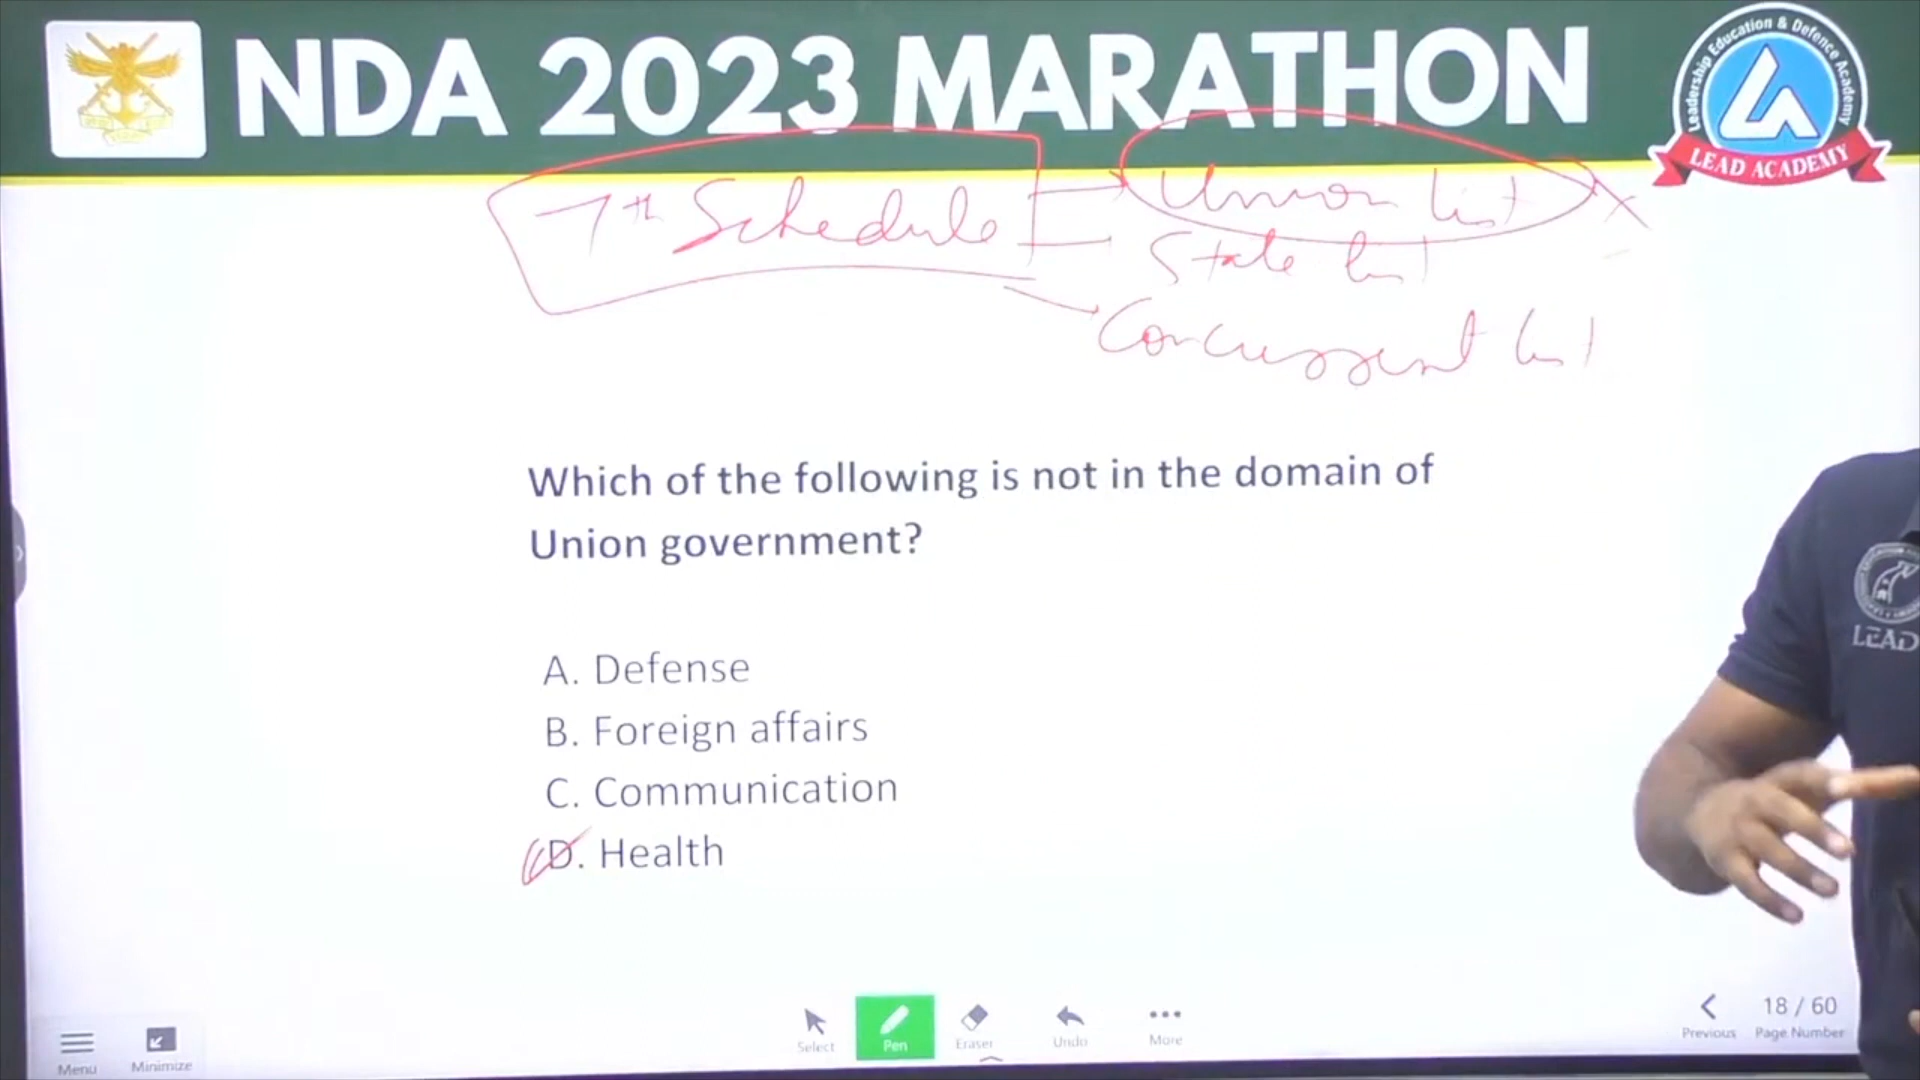 NDA 2023 MARATHON
Leadership Education & Defence Academy
LEAD ACADEMY
7th Schedule
Union list
State list
Concurrent list
Which of the following is not in the domain of
Union government?
A. Defense
B. Foreign affairs
C. Communication
D. Health
LEAD
Menu
Minimize
Select
Pen
Eraser
Undo
More
Previous
18 / 60
Page Number